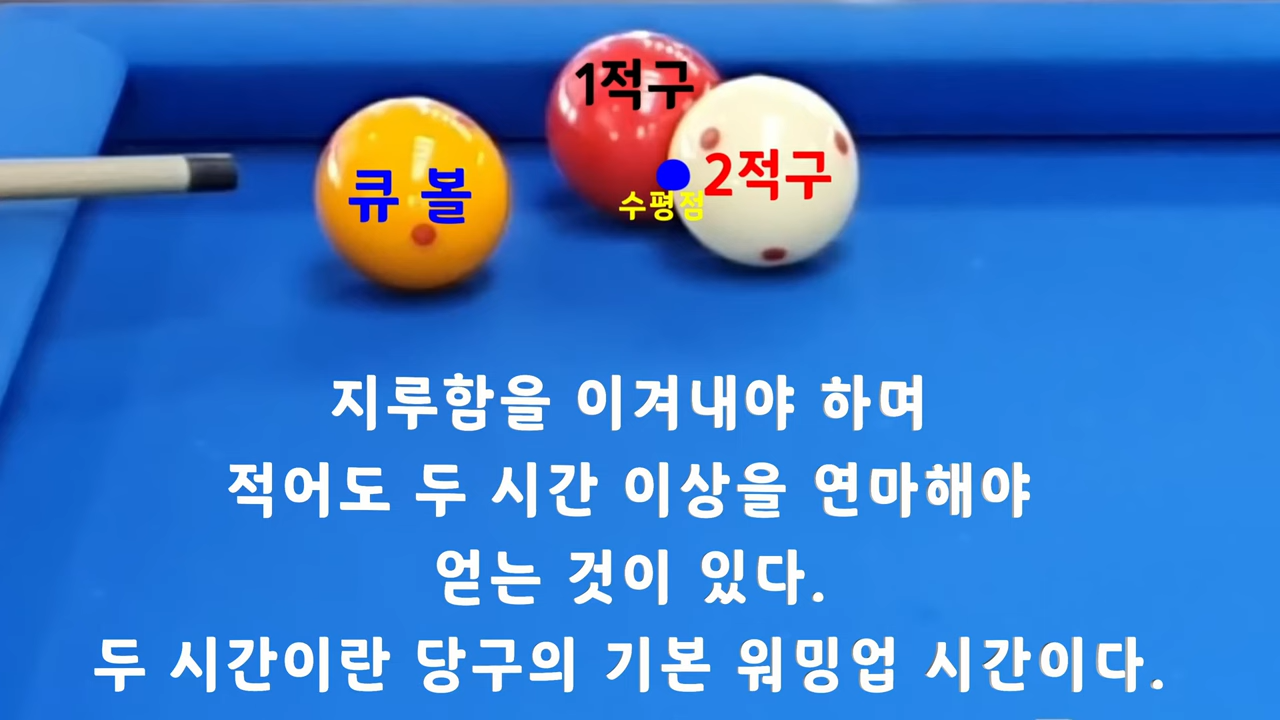 1적구
큐 볼
2적구
수평점
지루함을 이겨내야 하며
적어도 두 시간 이상을 연마해야
얻는 것이 있다.
두 시간이란 당구의 기본 워밍업 시간이다.